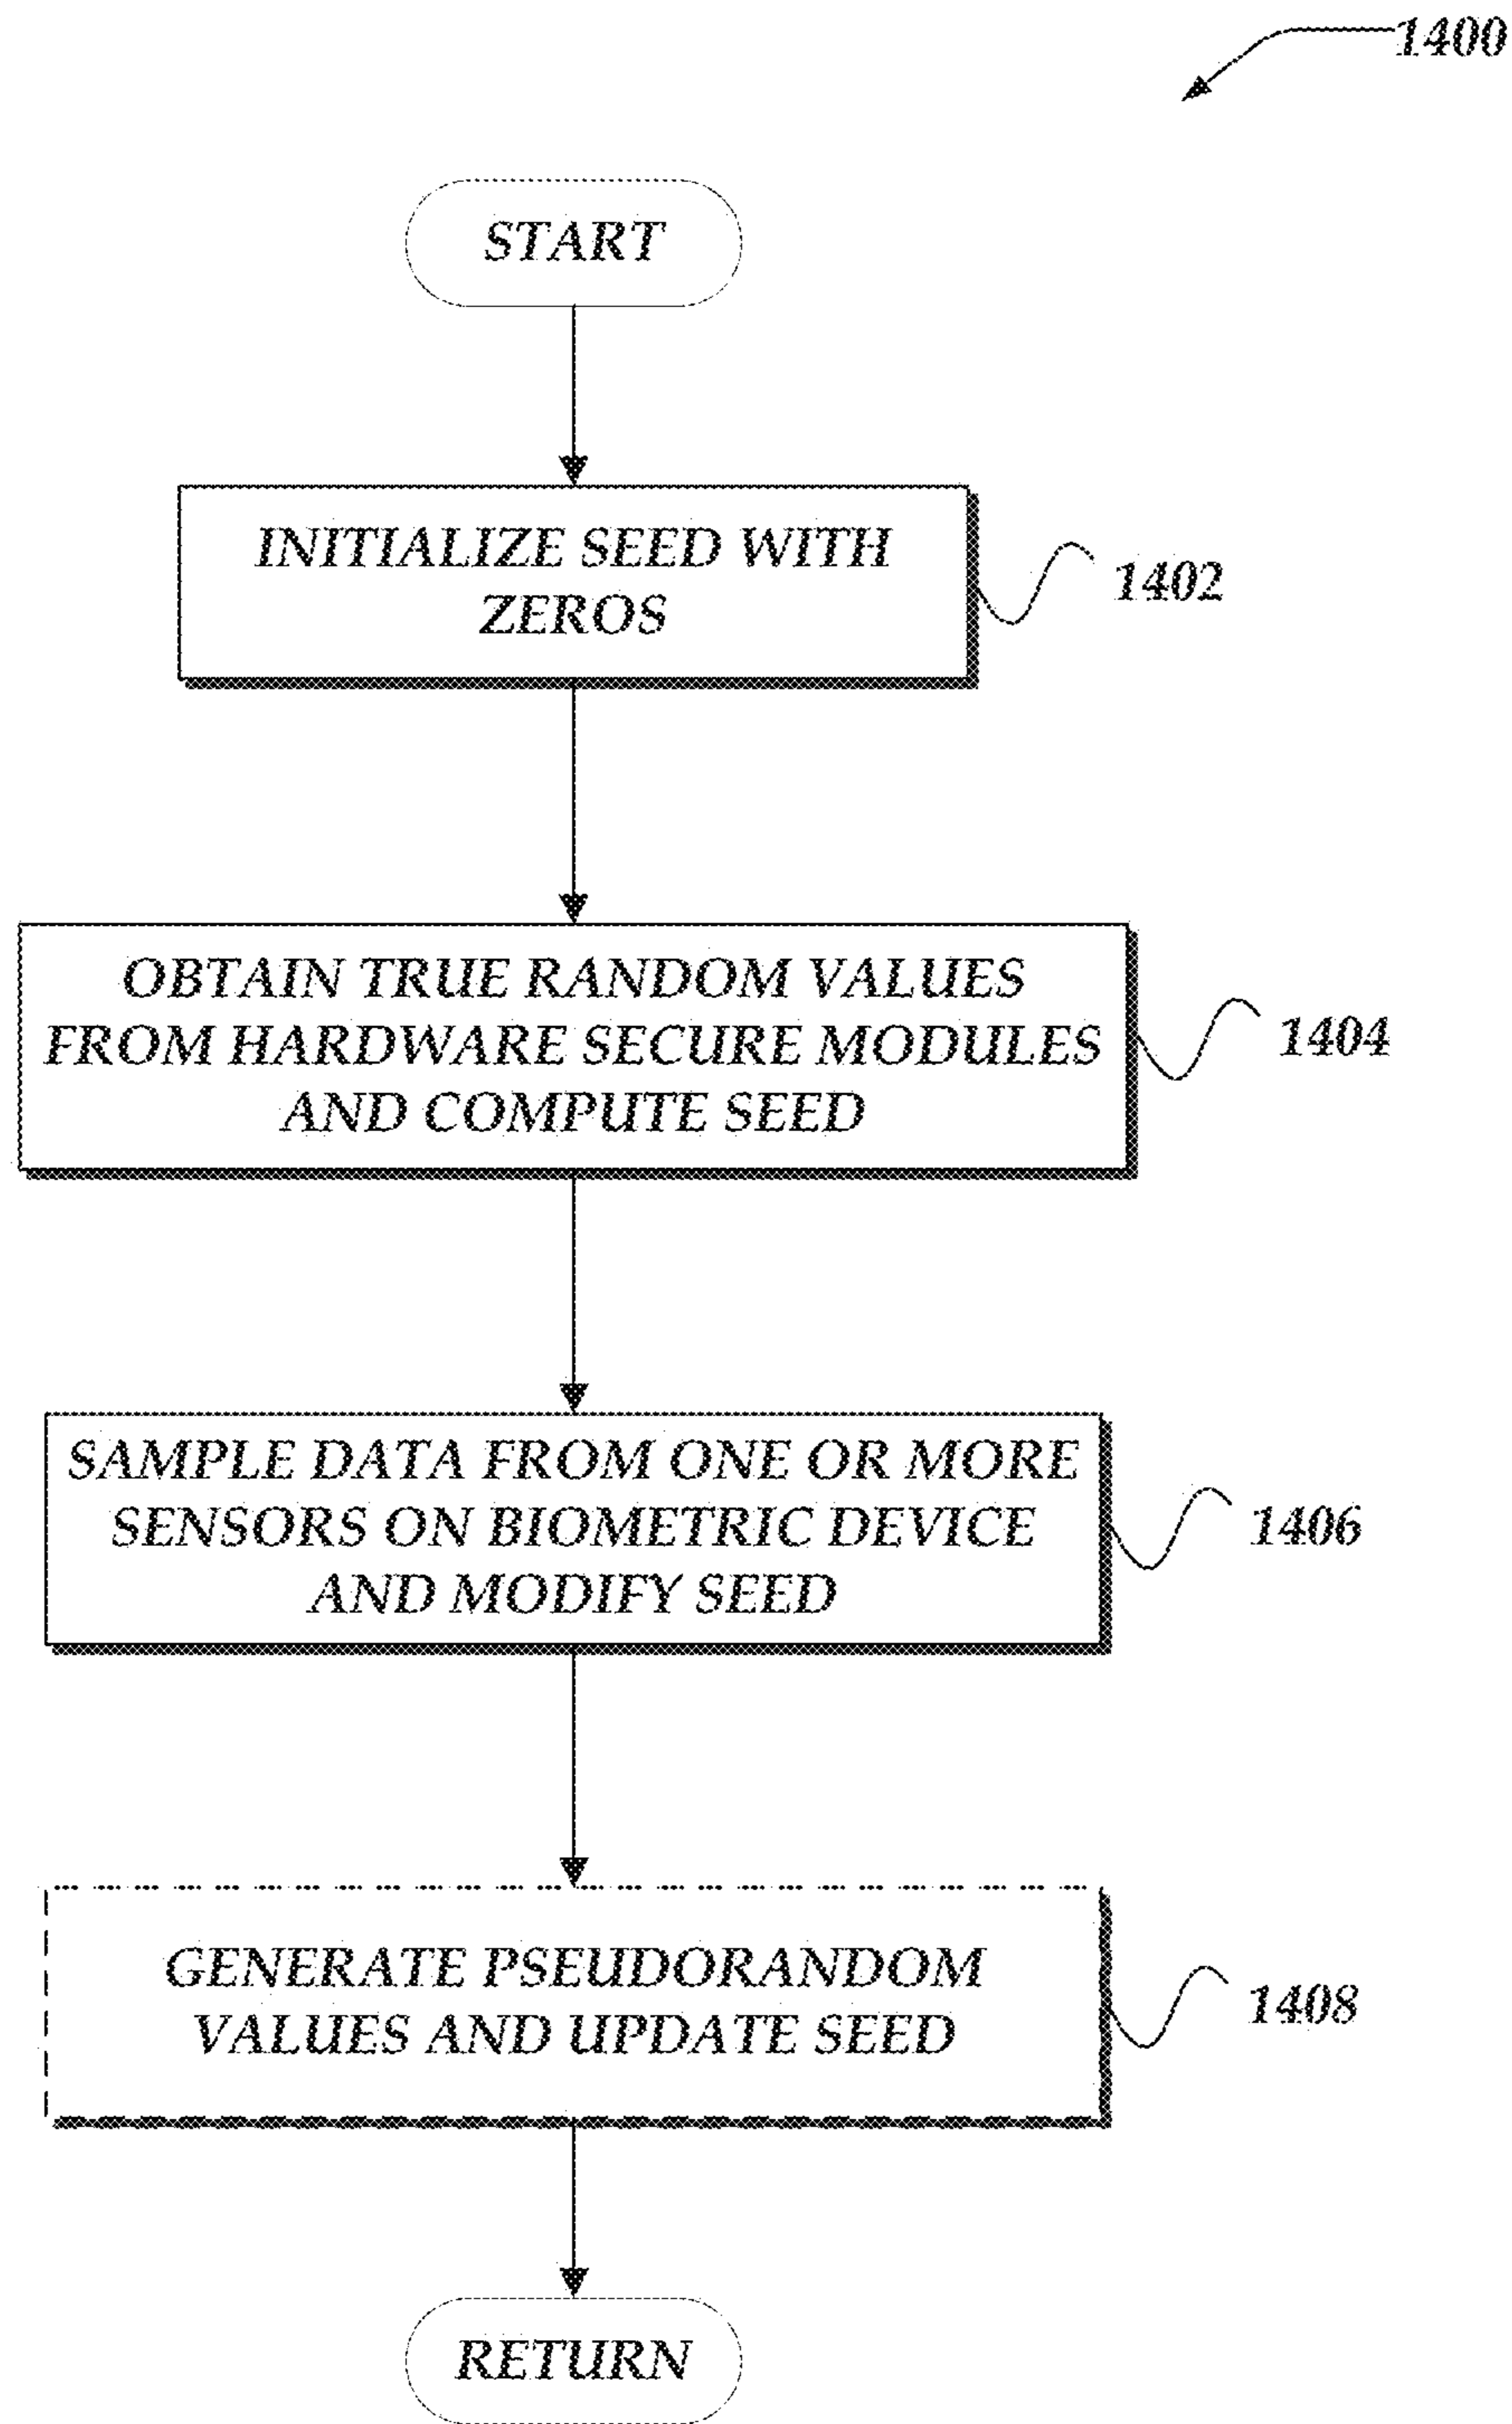 1400
START
INITIALIZE SEED WITH
ZEROS
1402
OBTAIN TRUE RANDOM VALUES
FROM HARDWARE SECURE MODULES
AND COMPUTE SEED
1404
SAMPLE DATA FROM ONE OR MORE
SENSORS ON BIOMETRIC DEVICE
AND MODIFY SEED
1406
GENERATE PSEUDORANDOM
VALUES AND UPDATE SEED
1408
RETURN